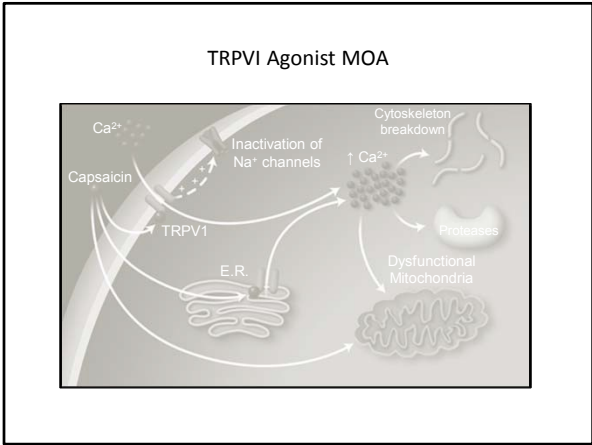 TRPVI Agonist MOA
Ca²⁺
Capsaicin
Inactivation of
Na⁺ channels
TRPV1
E.R.
↑ Ca²⁺
Cytoskeleton
breakdown
Proteases
Dysfunctional
Mitochondria